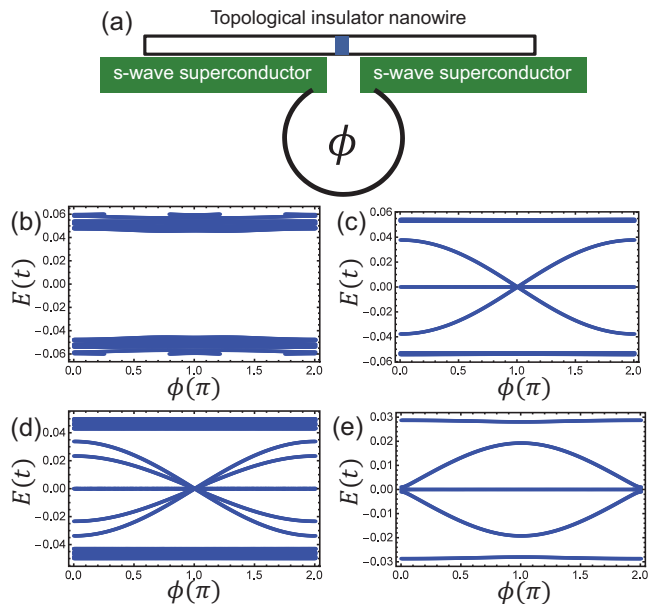 (a)
Topological insulator nanowire
s-wave superconductor
s-wave superconductor
ϕ
(b)
0.06
0.04
0.02
0.00
−0.02
−0.04
−0.06
E(t)
0.0 0.5 1.0 1.5 2.0
ϕ(π)
(c)
0.06
0.04
0.02
0.00
−0.02
−0.04
−0.06
E(t)
0.0 0.5 1.0 1.5 2.0
ϕ(π)
(d)
0.04
0.02
0.00
−0.02
−0.04
E(t)
0.0 0.5 1.0 1.5 2.0
ϕ(π)
(e)
0.03
0.02
0.01
0.00
−0.01
−0.02
−0.03
E(t)
0.0 0.5 1.0 1.5 2.0
ϕ(π)